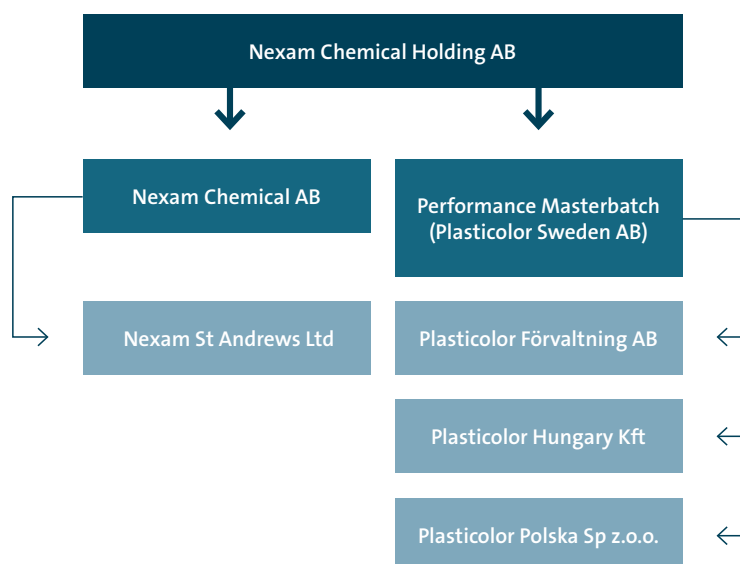 Nexam Chemical Holding AB
Nexam Chemical AB
Performance Masterbatch
(Plasticolor Sweden AB)
Nexam St Andrews Ltd
Plasticolor Förvaltning AB
Plasticolor Hungary Kft
Plasticolor Polska Sp z.o.o.